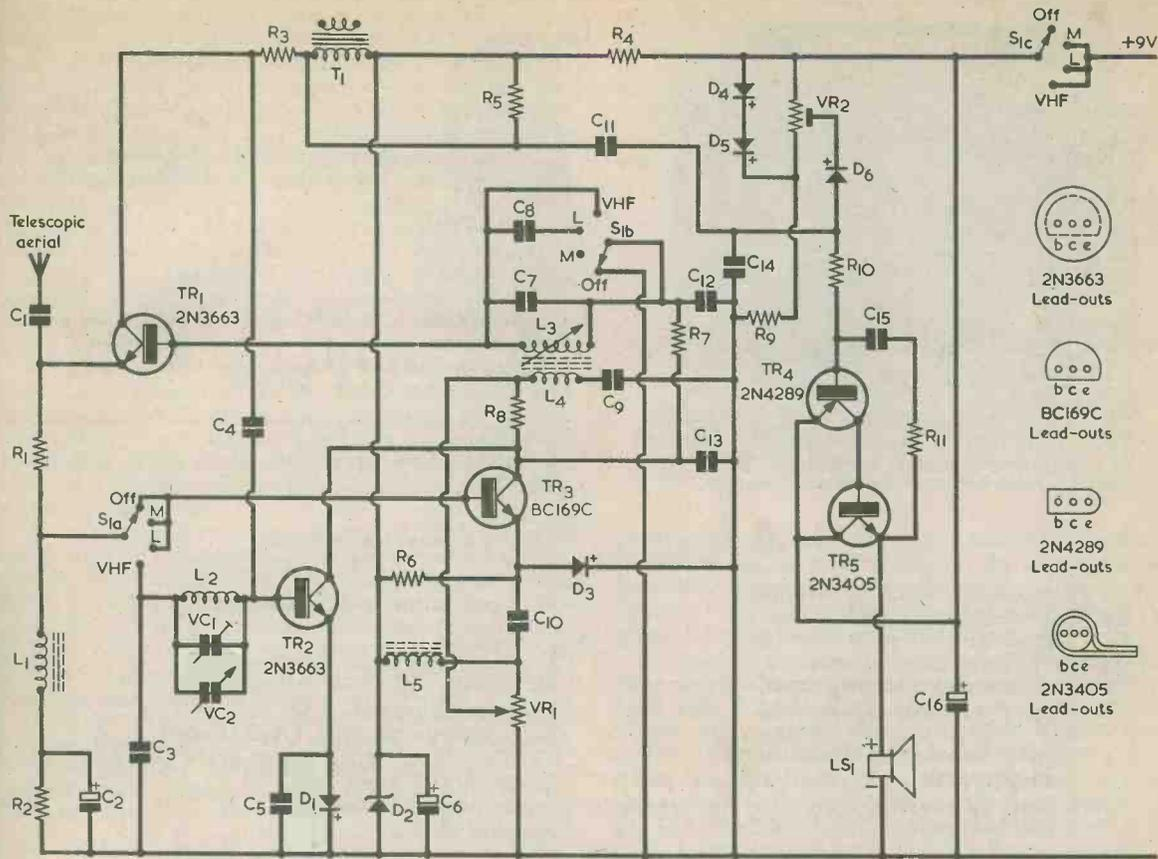 Off
S1c
M
L
VHF
+9V
R3
T1
R4
R5
C11
D4
D5
VR2
D6
Telescopic
aerial
C1
TR1
2N3663
C8
L
VHF
S1b
M
Off
C7
C12
C14
R10
C15
L3
R7
R9
L4
C9
R8
TR4
2N4289
R11
R1
C4
C13
Off
S1a
M
L
VHF
TR3
BC169C
TR5
2N3405
L2
R6
D3
VC1
TR2
2N3663
C10
VC2
L1
L5
VR1
C3
C16
LS1
+
-
R2
C2
C5
D1
D2
C6
b c e
2N3663
Lead-outs
b c e
BC169C
Lead-outs
b c e
2N4289
Lead-outs
b c e
2N3405
Lead-outs